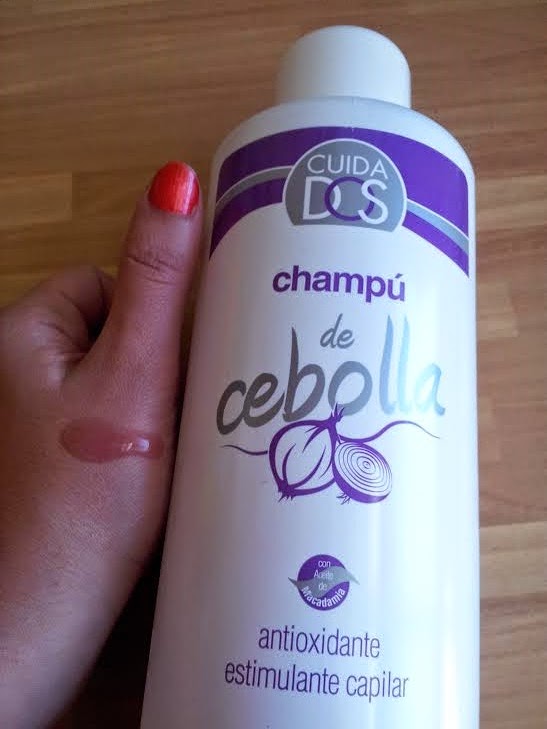 CUIDA
DOS
champú
de
cebolla
con
Aceite
de
Macadamia
antioxidante
estimulante capilar